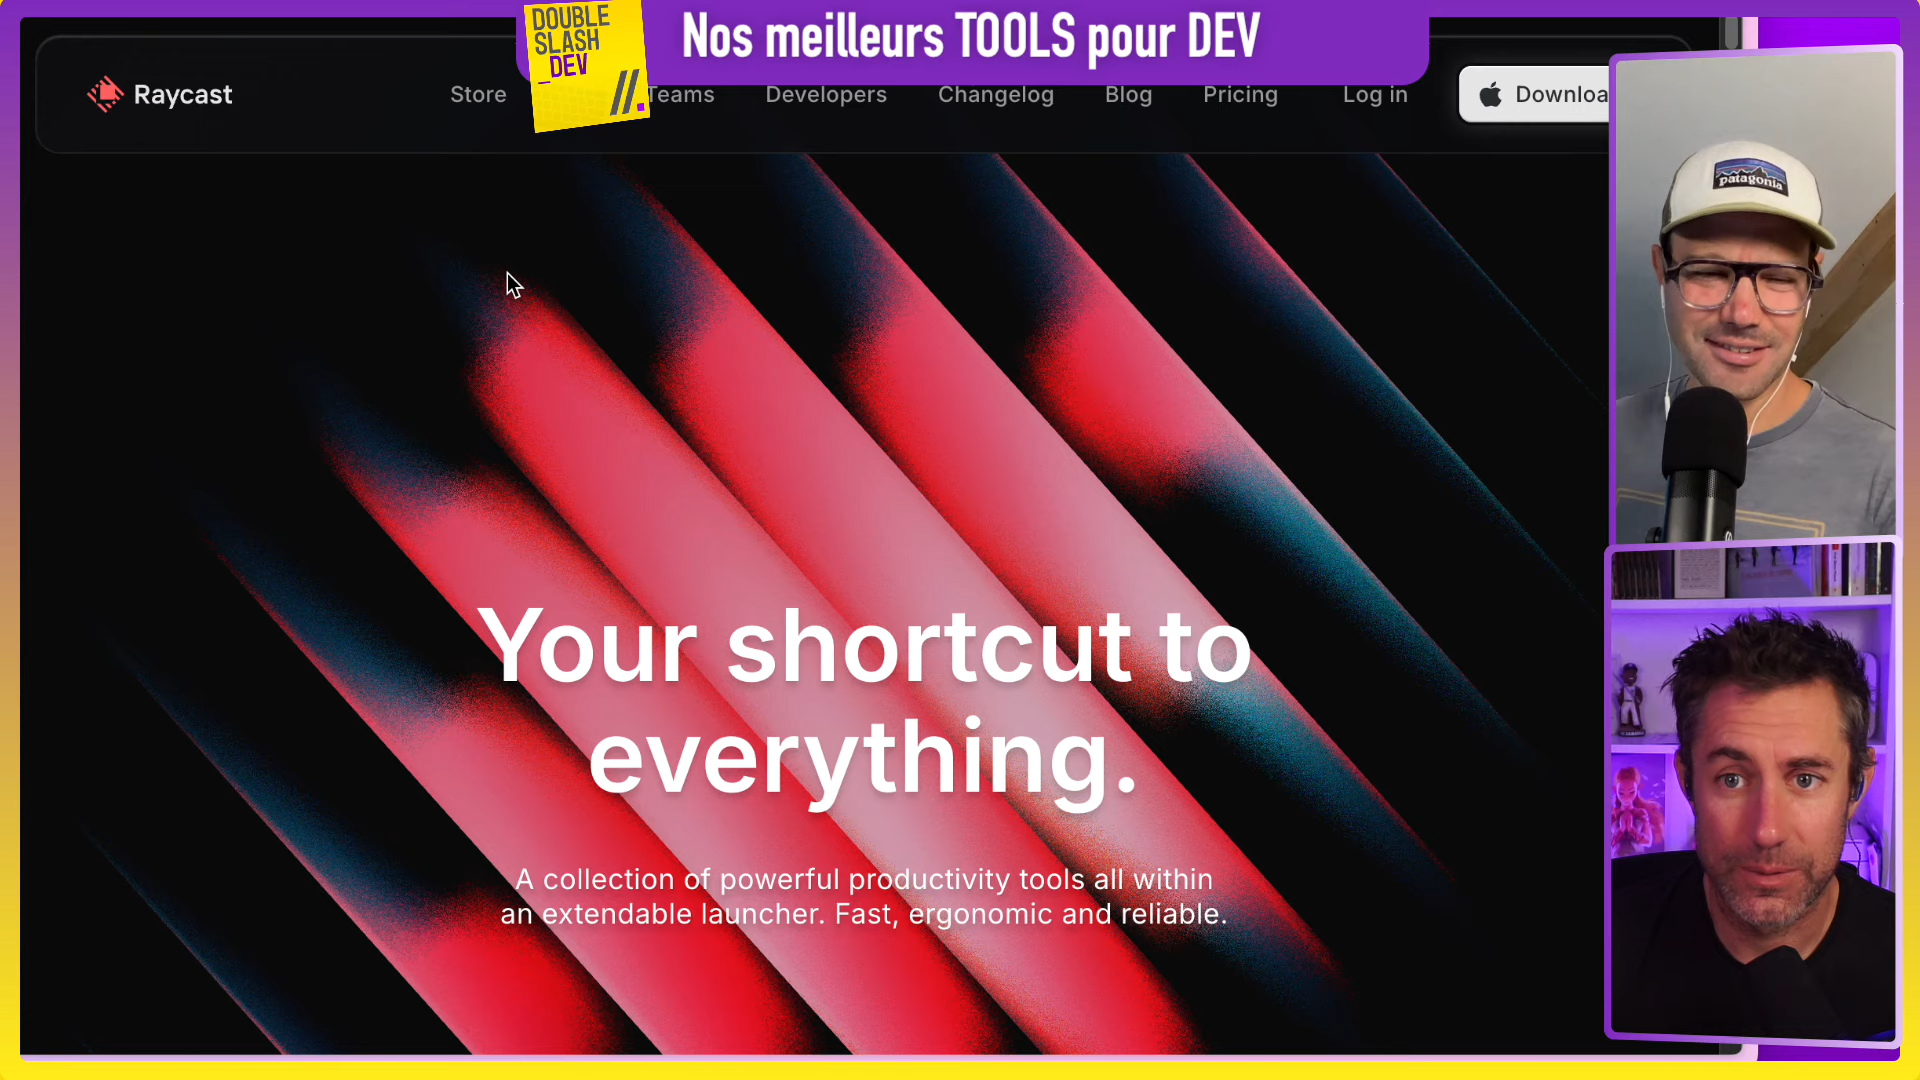 DOUBLE
SLASH
_DEV
//.
Nos meilleurs TOOLS pour DEV
Raycast
Store
Teams
Developers
Changelog
Blog
Pricing
Log in
Downloa
patagonia
Your shortcut to
everything.
A collection of powerful productivity tools all within
an extendable launcher. Fast, ergonomic and reliable.